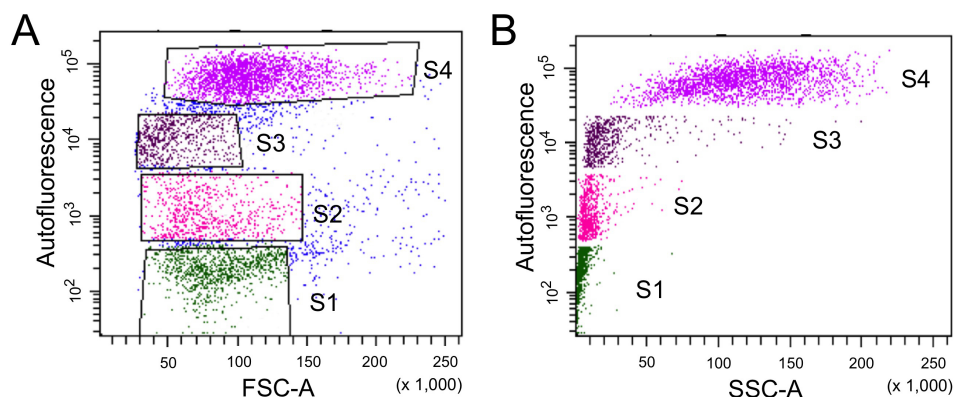 A
Autofluorescence
10^5
10^4
10^3
10^2
S4
S3
S2
S1
50 100 150 200 250
FSC-A
(x 1,000)
B
Autofluorescence
10^5
10^4
10^3
10^2
S4
S3
S2
S1
50 100 150 200 250
SSC-A
(x 1,000)